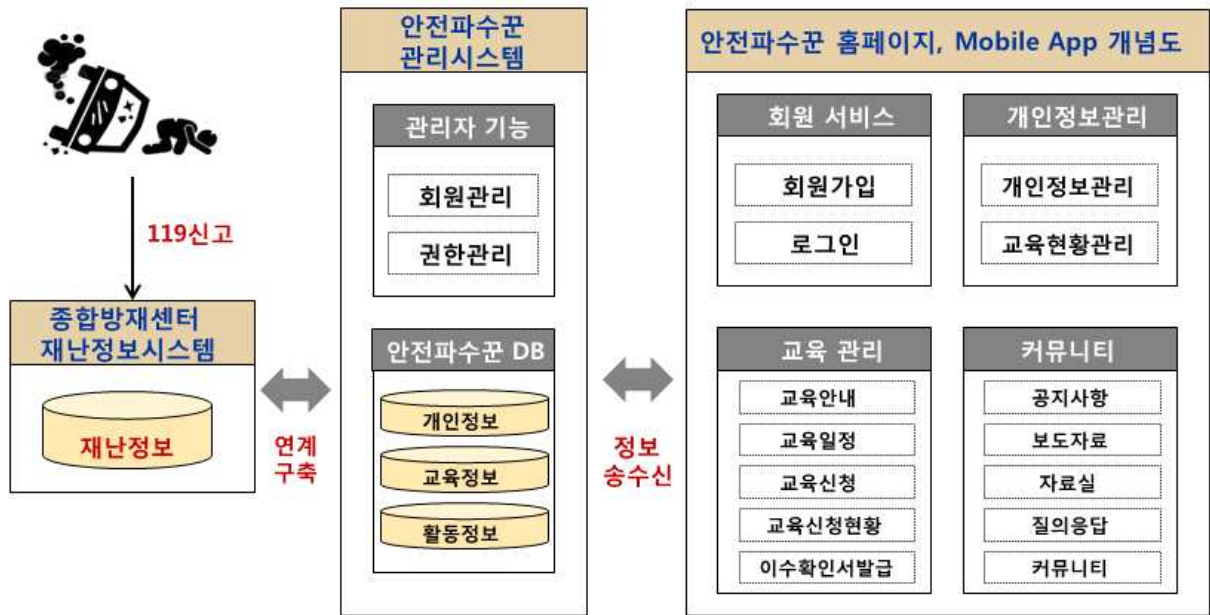 119신고
종합방재센터
재난정보시스템
재난정보
연계
구축
안전파수꾼
관리시스템
관리자 기능
회원관리
권한관리
안전파수꾼 DB
개인정보
교육정보
활동정보
정보
송수신
안전파수꾼 홈페이지, Mobile App 개념도
회원 서비스
회원가입
로그인
개인정보관리
개인정보관리
교육현황관리
교육 관리
교육안내
교육일정
교육신청
교육신청현황
이수확인서발급
커뮤니티
공지사항
보도자료
자료실
질의응답
커뮤니티